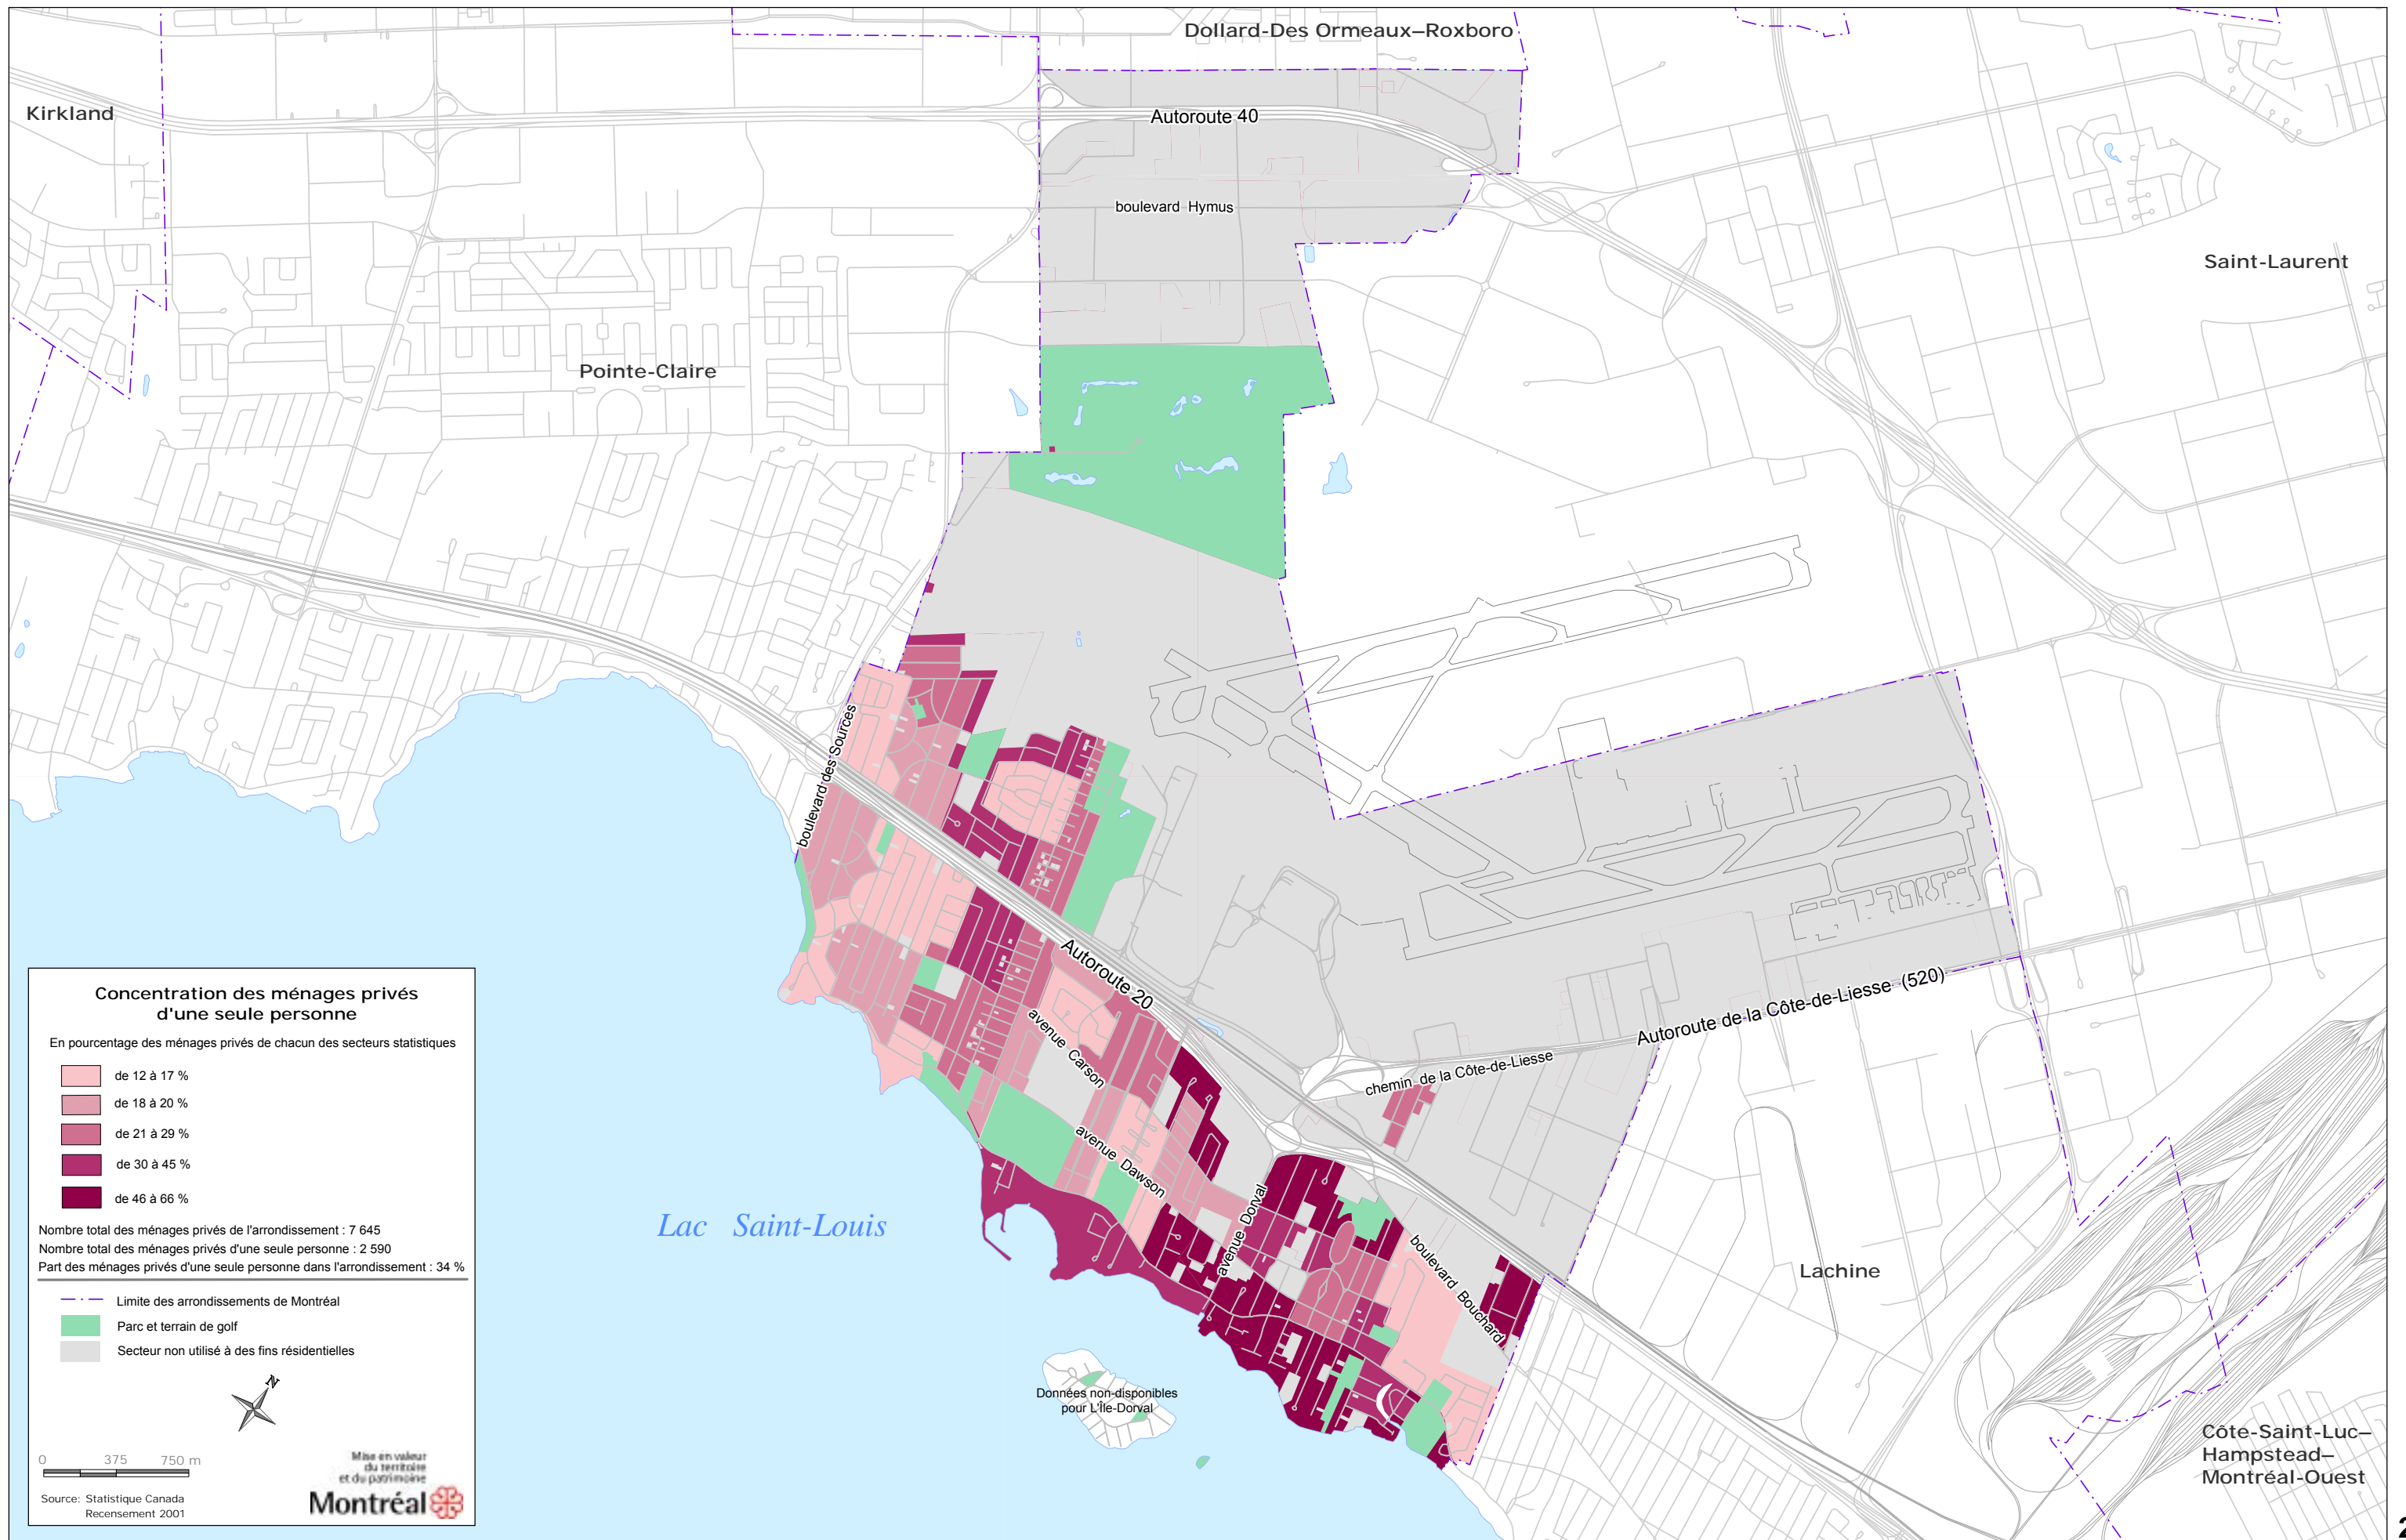 Dollard-Des Ormeaux–Roxboro
Kirkland
Autoroute 40
boulevard Hymus
Saint-Laurent
Pointe-Claire
boulevard des Sources
Autoroute 20
avenue Carson
avenue Dawson
avenue Dorval
boulevard Bouchard
chemin de la Côte-de-Liesse
Autoroute de la Côte-de-Liesse (520)
Lachine
Lac Saint-Louis
Données non-disponibles
pour L'Île-Dorval
Côte-Saint-Luc–
Hampstead–
Montréal-Ouest
Concentration des ménages privés
d'une seule personne
En pourcentage des ménages privés de chacun des secteurs statistiques
de 12 à 17 %
de 18 à 20 %
de 21 à 29 %
de 30 à 45 %
de 46 à 66 %
Nombre total des ménages privés de l'arrondissement : 7 645
Nombre total des ménages privés d'une seule personne : 2 590
Part des ménages privés d'une seule personne dans l'arrondissement : 34 %
Limite des arrondissements de Montréal
Parc et terrain de golf
Secteur non utilisé à des fins résidentielles
N
0 375 750 m
Mise en valeur
du territoire
et du patrimoine
Montréal
Source: Statistique Canada
Recensement 2001